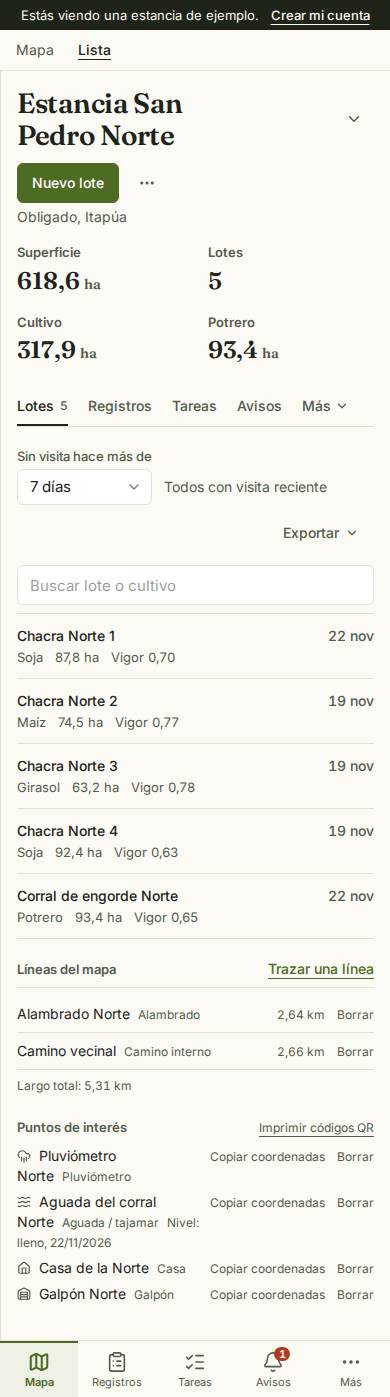 Estás viendo una estancia de ejemplo. Crear mi cuenta
Mapa Lista
Estancia San
Pedro Norte
Nuevo lote
Obligado, Itapúa
Superficie Lotes
618,6 ha 5
Cultivo Potrero
317,9 ha 93,4 ha
Lotes 5 Registros Tareas Avisos Más
Sin visita hace más de
7 días Todos con visita reciente
Exportar
Buscar lote o cultivo
Chacra Norte 1 22 nov
Soja 87,8 ha Vigor 0,70
Chacra Norte 2 19 nov
Maíz 74,5 ha Vigor 0,77
Chacra Norte 3 19 nov
Girasol 63,2 ha Vigor 0,78
Chacra Norte 4 19 nov
Soja 92,4 ha Vigor 0,63
Corral de engorde Norte 22 nov
Potrero 93,4 ha Vigor 0,65
Líneas del mapa Trazar una línea
Alambrado Norte Alambrado 2,64 km Borrar
Camino vecinal Camino interno 2,66 km Borrar
Largo total: 5,31 km
Puntos de interés Imprimir códigos QR
Pluviómetro Copiar coordenadas Borrar
Norte Pluviómetro
Aguada del corral Copiar coordenadas Borrar
Norte Aguada / tajamar Nivel:
lleno, 22/11/2026
Casa de la Norte Casa Copiar coordenadas Borrar
Galpón Norte Galpón Copiar coordenadas Borrar
1
Mapa Registros Tareas Avisos Más